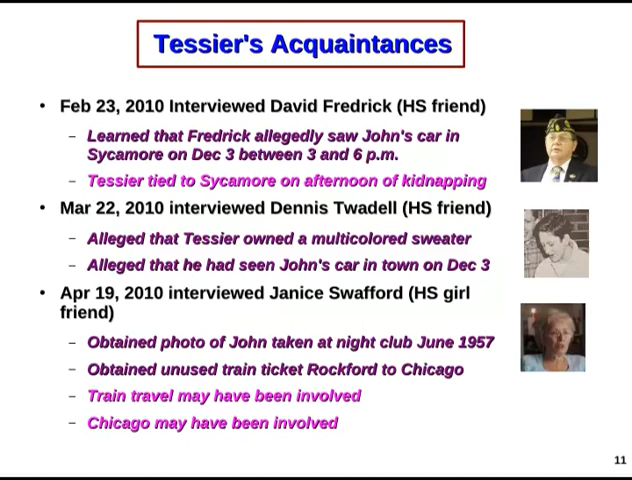 Tessier's Acquaintances
• Feb 23, 2010 Interviewed David Fredrick (HS friend)
– Learned that Fredrick allegedly saw John's car in
Sycamore on Dec 3 between 3 and 6 p.m.
– Tessier tied to Sycamore on afternoon of kidnapping
• Mar 22, 2010 interviewed Dennis Twadell (HS friend)
– Alleged that Tessier owned a multicolored sweater
– Alleged that he had seen John's car in town on Dec 3
• Apr 19, 2010 interviewed Janice Swafford (HS girl
friend)
– Obtained photo of John taken at night club June 1957
– Obtained unused train ticket Rockford to Chicago
– Train travel may have been involved
– Chicago may have been involved
11